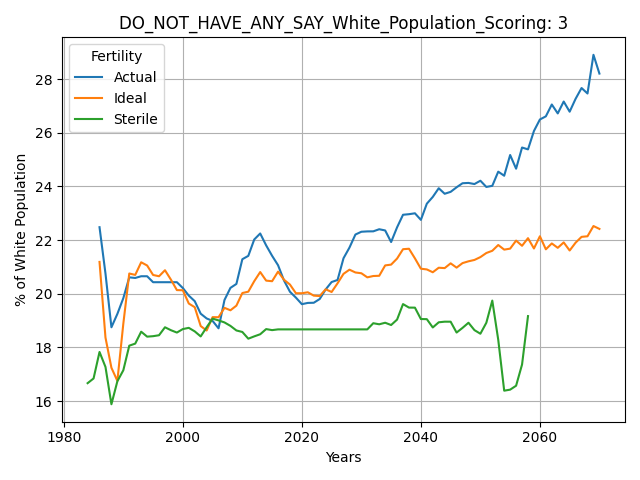 DO_NOT_HAVE_ANY_SAY_White_Population_Scoring: 3
Fertility
Actual
Ideal
Sterile
% of White Population
28
26
24
22
20
18
16
1980 2000 2020 2040 2060
Years